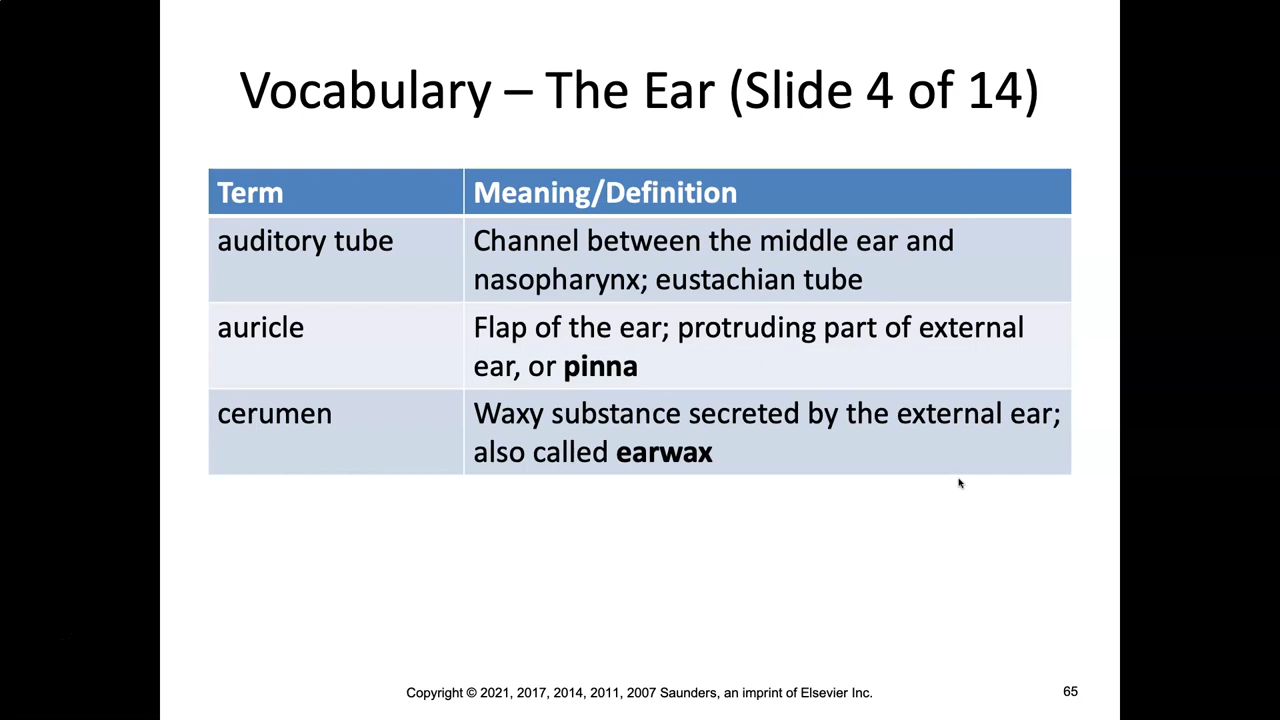 Vocabulary – The Ear (Slide 4 of 14)
Term
Meaning/Definition
auditory tube
Channel between the middle ear and
nasopharynx; eustachian tube
auricle
Flap of the ear; protruding part of external
ear, or pinna
cerumen
Waxy substance secreted by the external ear;
also called earwax
Copyright © 2021, 2017, 2014, 2011, 2007 Saunders, an imprint of Elsevier Inc.
65